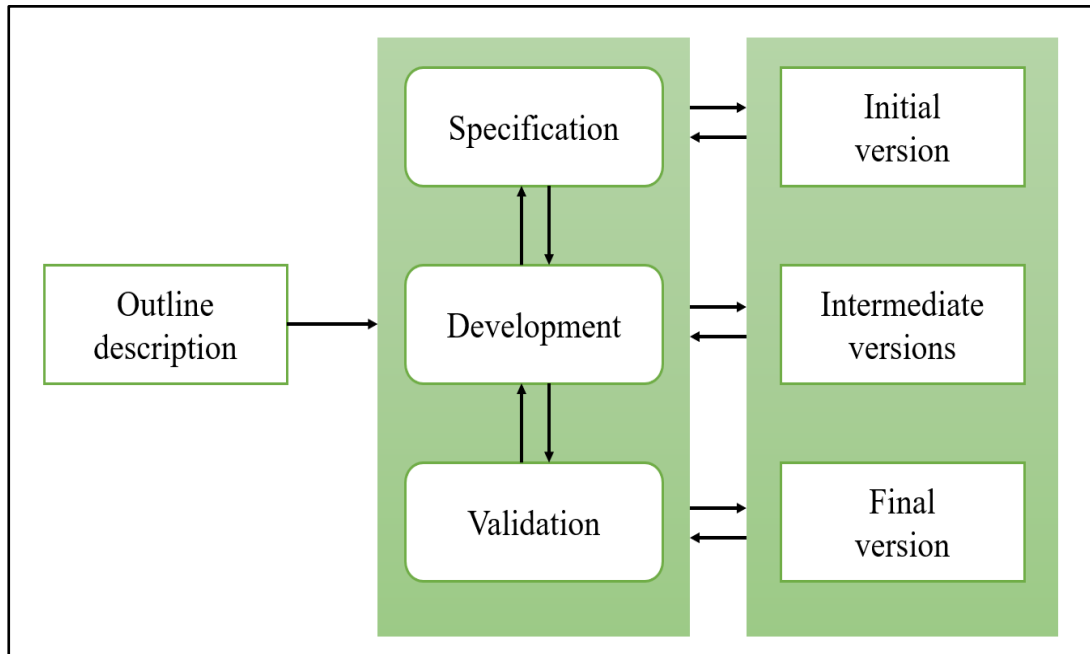 Outline
description
Specification
Development
Validation
Initial
version
Intermediate
versions
Final
version